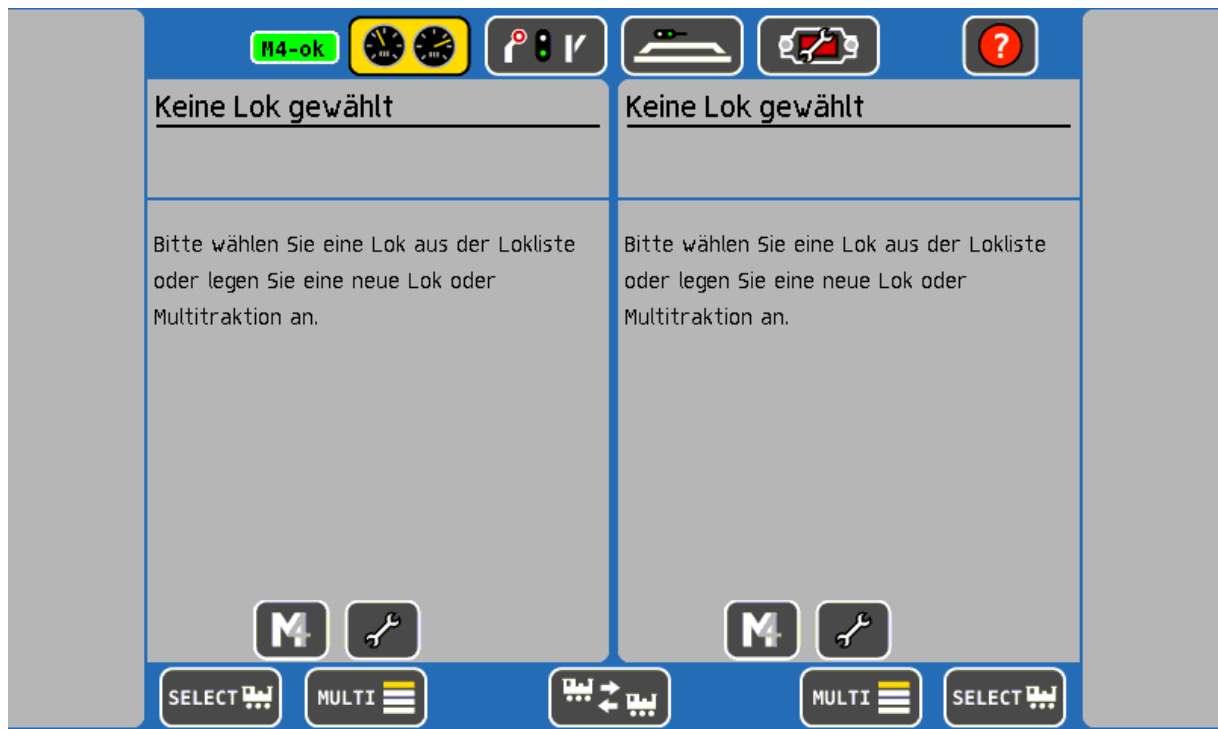 M4-ok
?
Keine Lok gewählt
Bitte wählen Sie eine Lok aus der Lokliste
oder legen Sie eine neue Lok oder
Multitraktion an.
M4
Keine Lok gewählt
Bitte wählen Sie eine Lok aus der Lokliste
oder legen Sie eine neue Lok oder
Multitraktion an.
M4
SELECT
MULTI
MULTI
SELECT